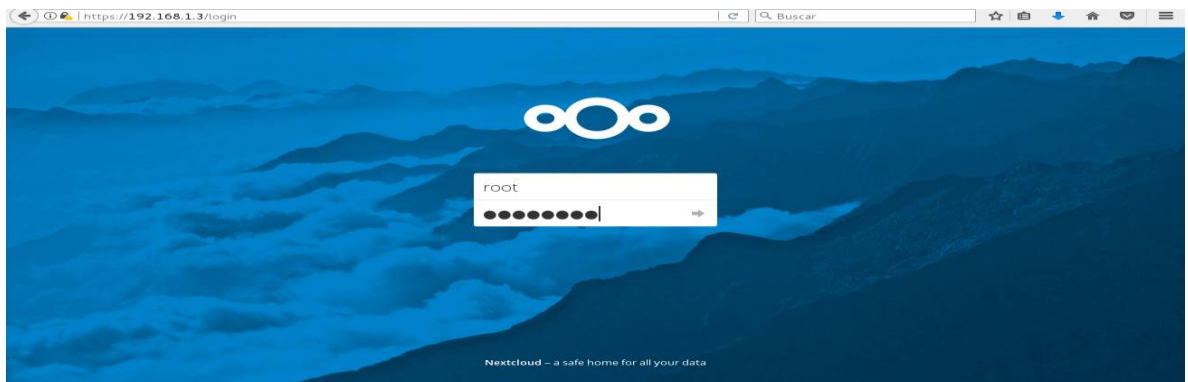 https://192.168.1.3/login
Buscar
root
Nextcloud – a safe home for all your data